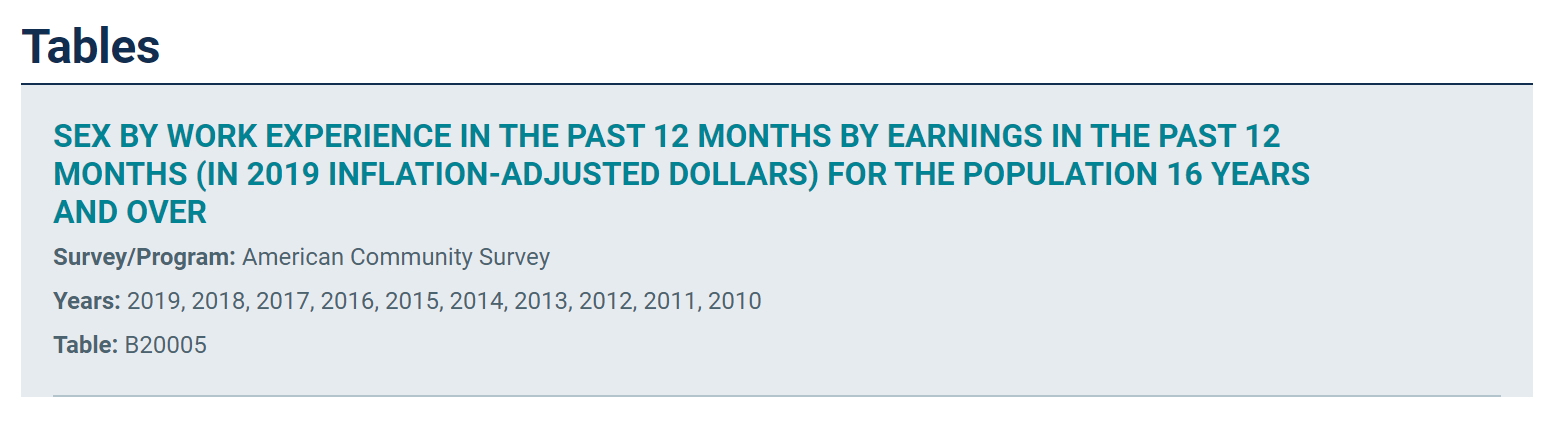 Tables
SEX BY WORK EXPERIENCE IN THE PAST 12 MONTHS BY EARNINGS IN THE PAST 12
MONTHS (IN 2019 INFLATION-ADJUSTED DOLLARS) FOR THE POPULATION 16 YEARS
AND OVER
Survey/Program: American Community Survey
Years: 2019, 2018, 2017, 2016, 2015, 2014, 2013, 2012, 2011, 2010
Table: B20005